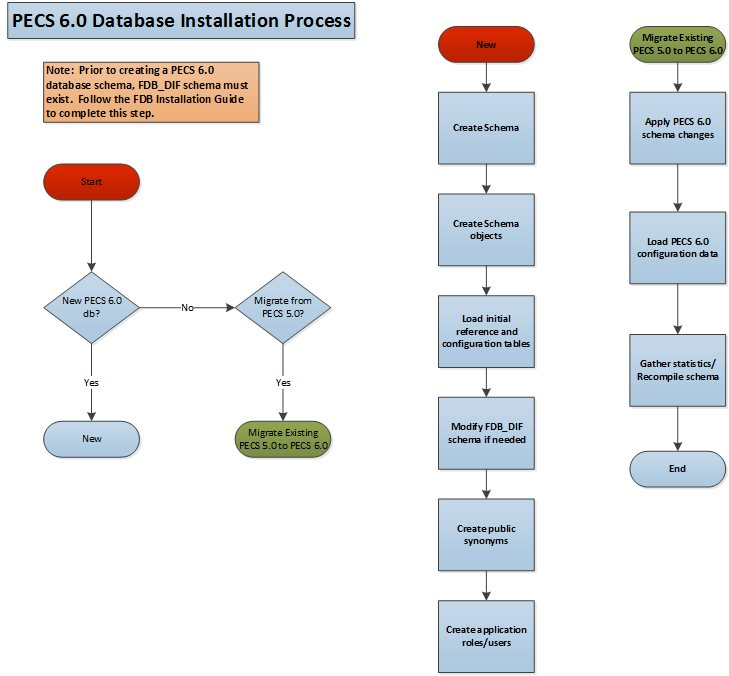 PECS 6.0 Database Installation Process
Note:  Prior to creating a PECS 6.0
database schema, FDB_DIF schema must
exist.  Follow the FDB Installation Guide
to complete this step.
Start
New PECS 6.0
db?
No
Migrate from
PECS 5.0?
Yes
Yes
New
Migrate Existing
PECS 5.0 to PECS 6.0
New
Create Schema
Create Schema
objects
Load initial
reference and
configuration tables
Modify FDB_DIF
schema if needed
Create public
synonyms
Create application
roles/users
Migrate Existing
PECS 5.0 to PECS 6.0
Apply PECS 6.0
schema changes
Load PECS 6.0
configuration data
Gather statistics/
Recompile schema
End